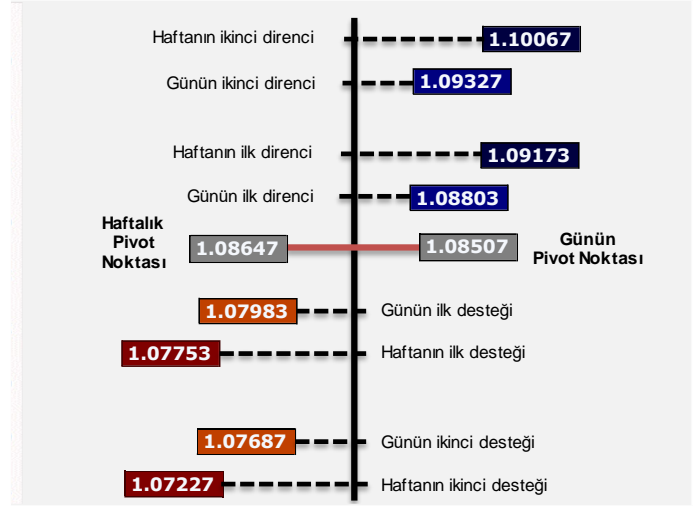 Haftanın ikinci direnci 1.10067
Günün ikinci direnci 1.09327
Haftanın ilk direnci 1.09173
Günün ilk direnci 1.08803
Haftalık
Pivot
Noktası
1.08647
1.08507
Günün
Pivot Noktası
1.07983 Günün ilk desteği
1.07753 Haftanın ilk desteği
1.07687 Günün ikinci desteği
1.07227 Haftanın ikinci desteği